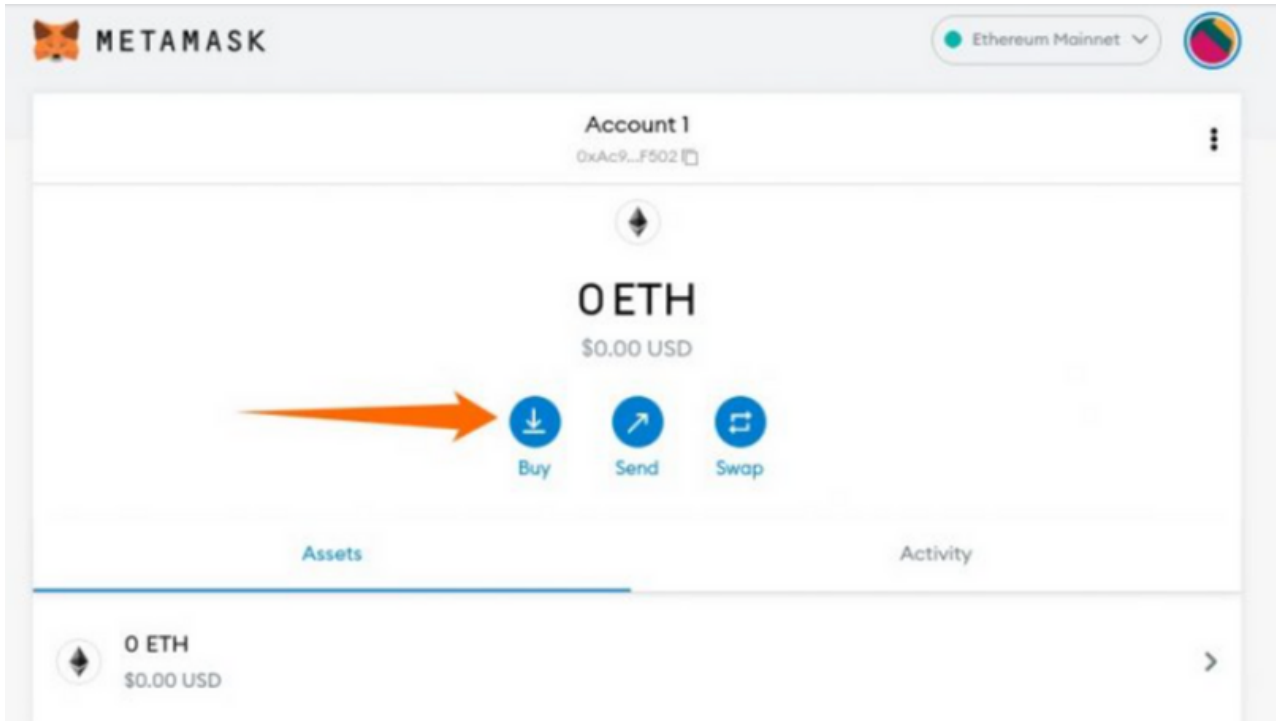 METAMASK
Ethereum Mainnet
Account 1
0xAc9...F502
0 ETH
$0.00 USD
Buy Send Swap
Assets Activity
0 ETH
$0.00 USD